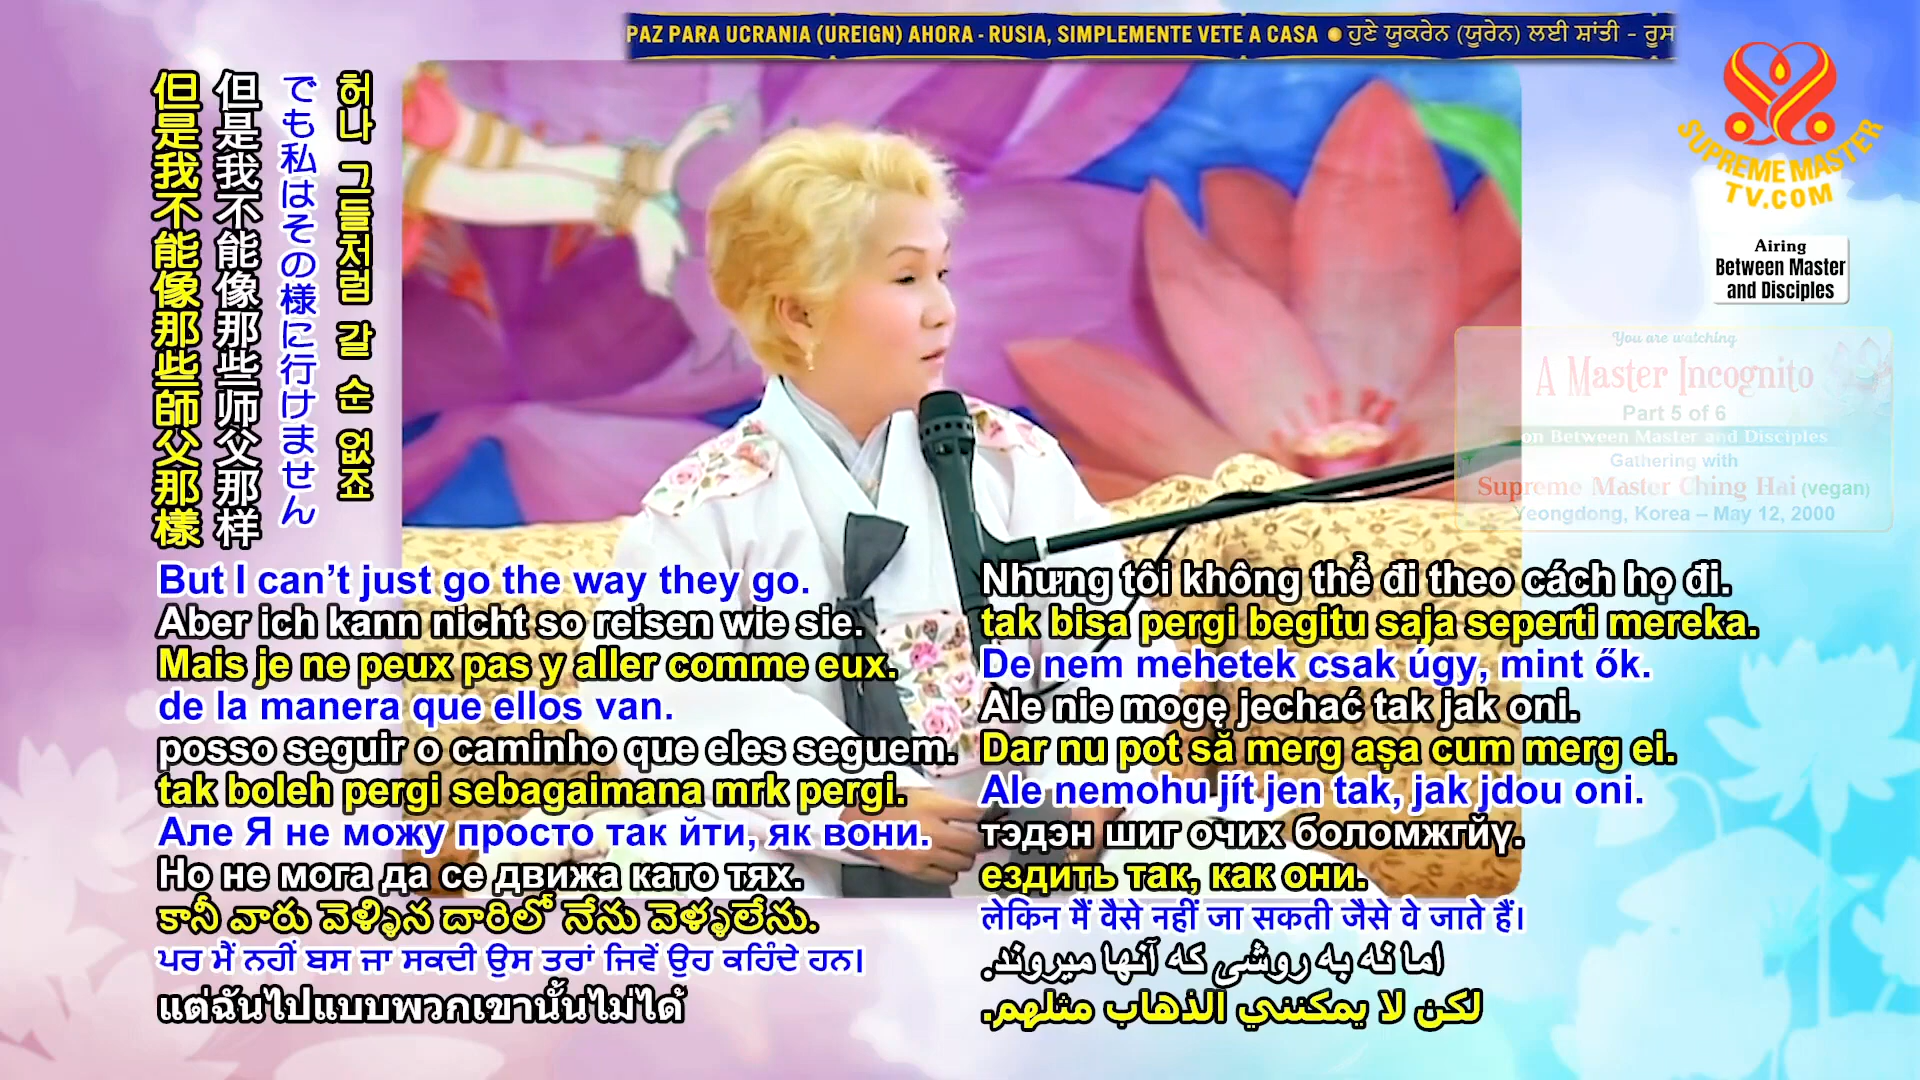 PAZ PARA UCRANIA (UREIGN) AHORA - RUSIA, SIMPLEMENTE VETE A CASA ● ਹੁਣੇ ਯੂਕਰੇਨ (ਯੂਰੇਨ) ਲਈ ਸ਼ਾਂਤੀ - ਰੂਸ
SUPREME MASTER
TV.COM
Airing
Between Master
and Disciples
You are watching
A Master Incognito
Part 5 of 6
on Between Master and Disciples
Gathering with
Supreme Master Ching Hai (vegan)
Yeongdong, Korea – May 12, 2000
허나 그들처럼 갈 순 없죠
でも私はその様に行けません
但是我不能像那些师父那样
但是我不能像那些師父那樣
But I can’t just go the way they go.
Aber ich kann nicht so reisen wie sie.
Mais je ne peux pas y aller comme eux.
de la manera que ellos van.
posso seguir o caminho que eles seguem.
tak boleh pergi sebagaimana mrk pergi.
Але Я не можу просто так йти, як вони.
Но не мога да се движа като тях.
కానీ వారు వెళ్ళిన దారిలో నేను వెళ్ళలేను.
ਪਰ ਮੈਂ ਨਹੀਂ ਬਸ ਜਾ ਸਕਦੀ ਉਸ ਤਰਾਂ ਜਿਵੇਂ ਉਹ ਕਹਿੰਦੇ ਹਨ।
แต่ฉันไปแบบพวกเขานั้นไม่ได้
Nhưng tôi không thể đi theo cách họ đi.
tak bisa pergi begitu saja seperti mereka.
De nem mehetek csak úgy, mint ők.
Ale nie mogę jechać tak jak oni.
Dar nu pot să merg așa cum merg ei.
Ale nemohu jít jen tak, jak jdou oni.
тэдэн шиг очих боломжгйү.
ездить так, как они.
लेकिन मैं वैसे नहीं जा सकती जैसे वे जाते हैं।
اما نه به روشی که آنها میروند.
لكن لا يمكنني الذهاب مثلهم.